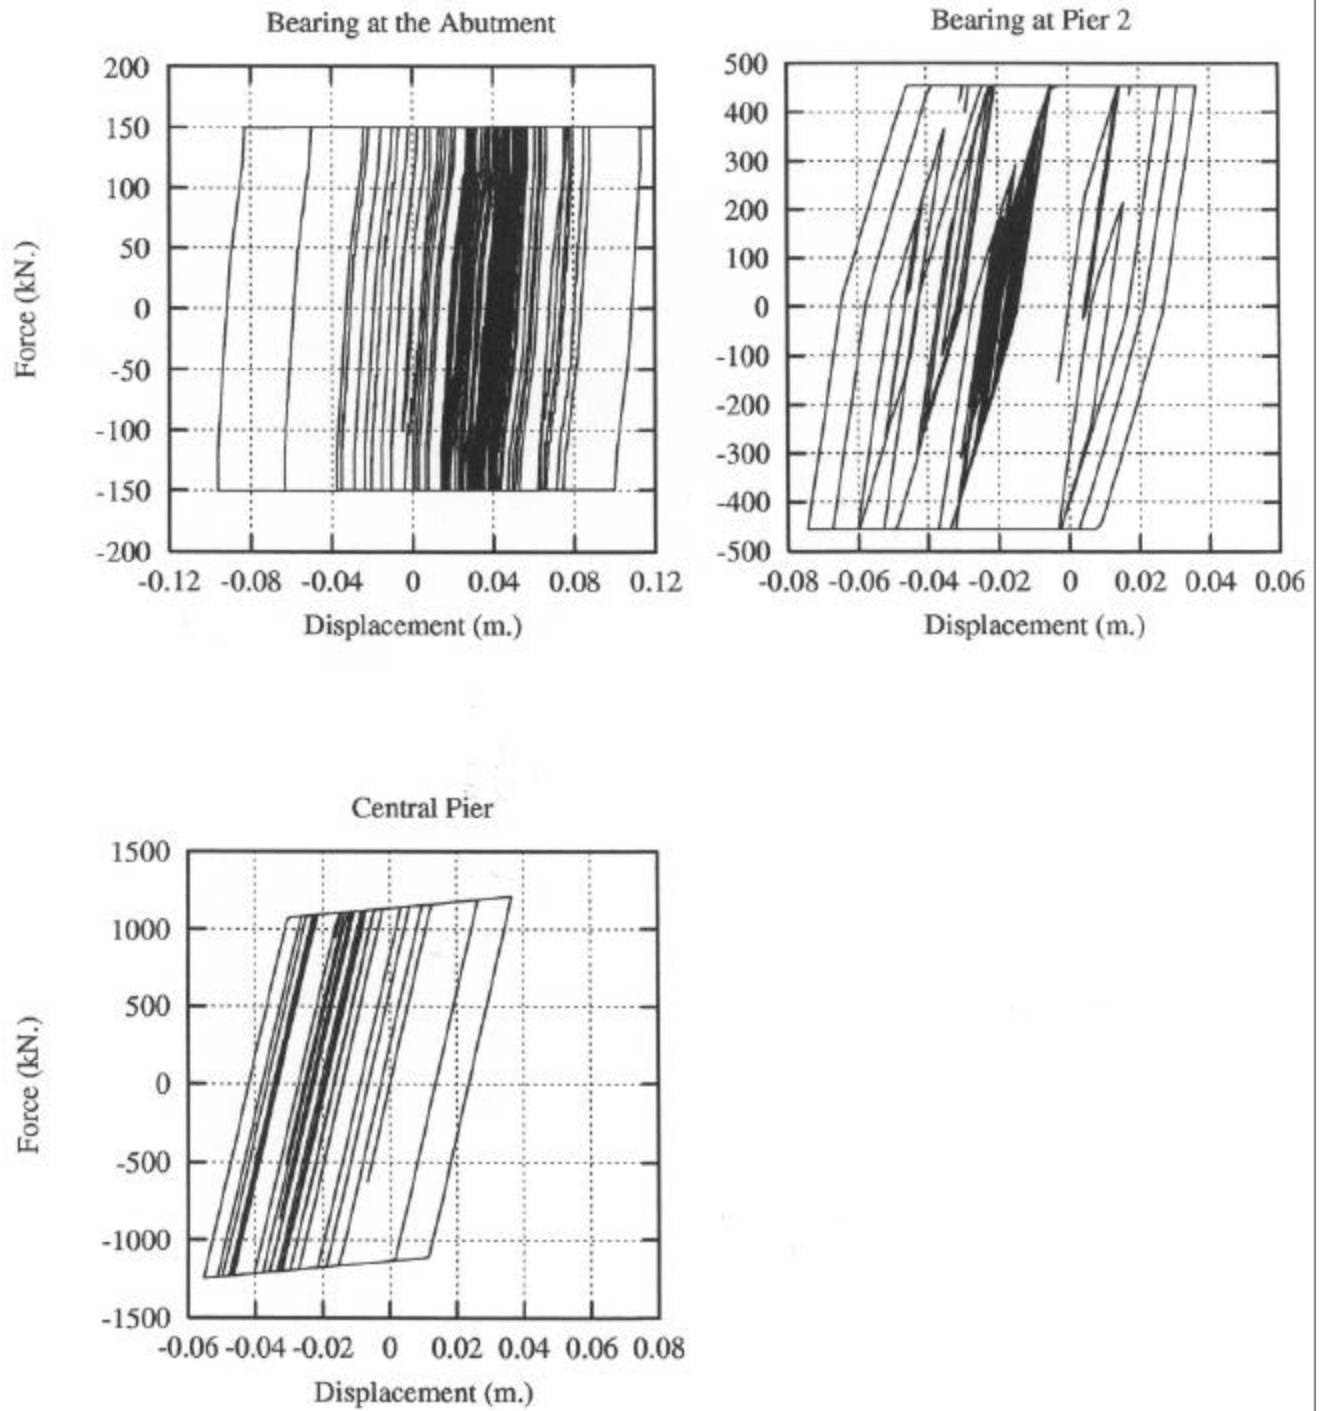 Bearing at the Abutment
200
150
100
50
0
-50
-100
-150
-200
Force (kN.)
-0.12 -0.08 -0.04 0 0.04 0.08 0.12
Displacement (m.)
Bearing at Pier 2
500
400
300
200
100
0
-100
-200
-300
-400
-500
-0.08 -0.06 -0.04 -0.02 0 0.02 0.04 0.06
Displacement (m.)
Central Pier
1500
1000
500
0
-500
-1000
-1500
Force (kN.)
-0.06 -0.04 -0.02 0 0.02 0.04 0.06 0.08
Displacement (m.)